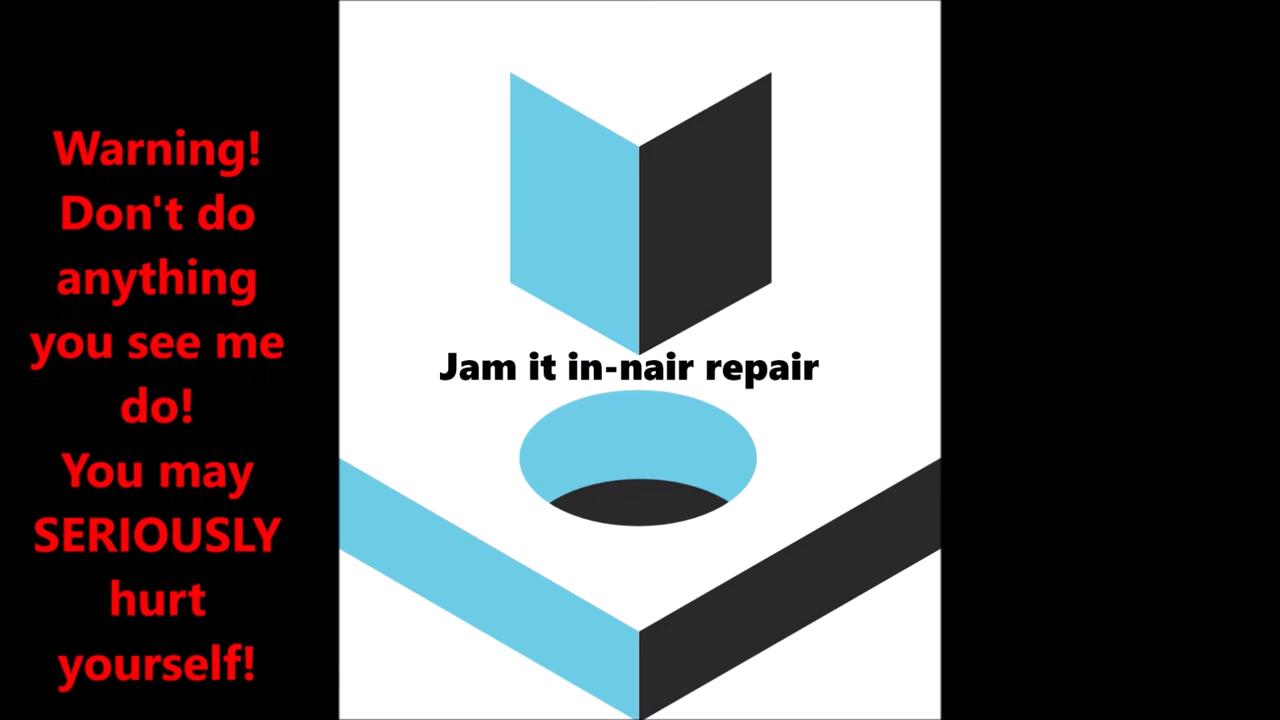 Warning!
Don't do
anything
you see me
do!
You may
SERIOUSLY
hurt
yourself!
Jam it in-nair repair